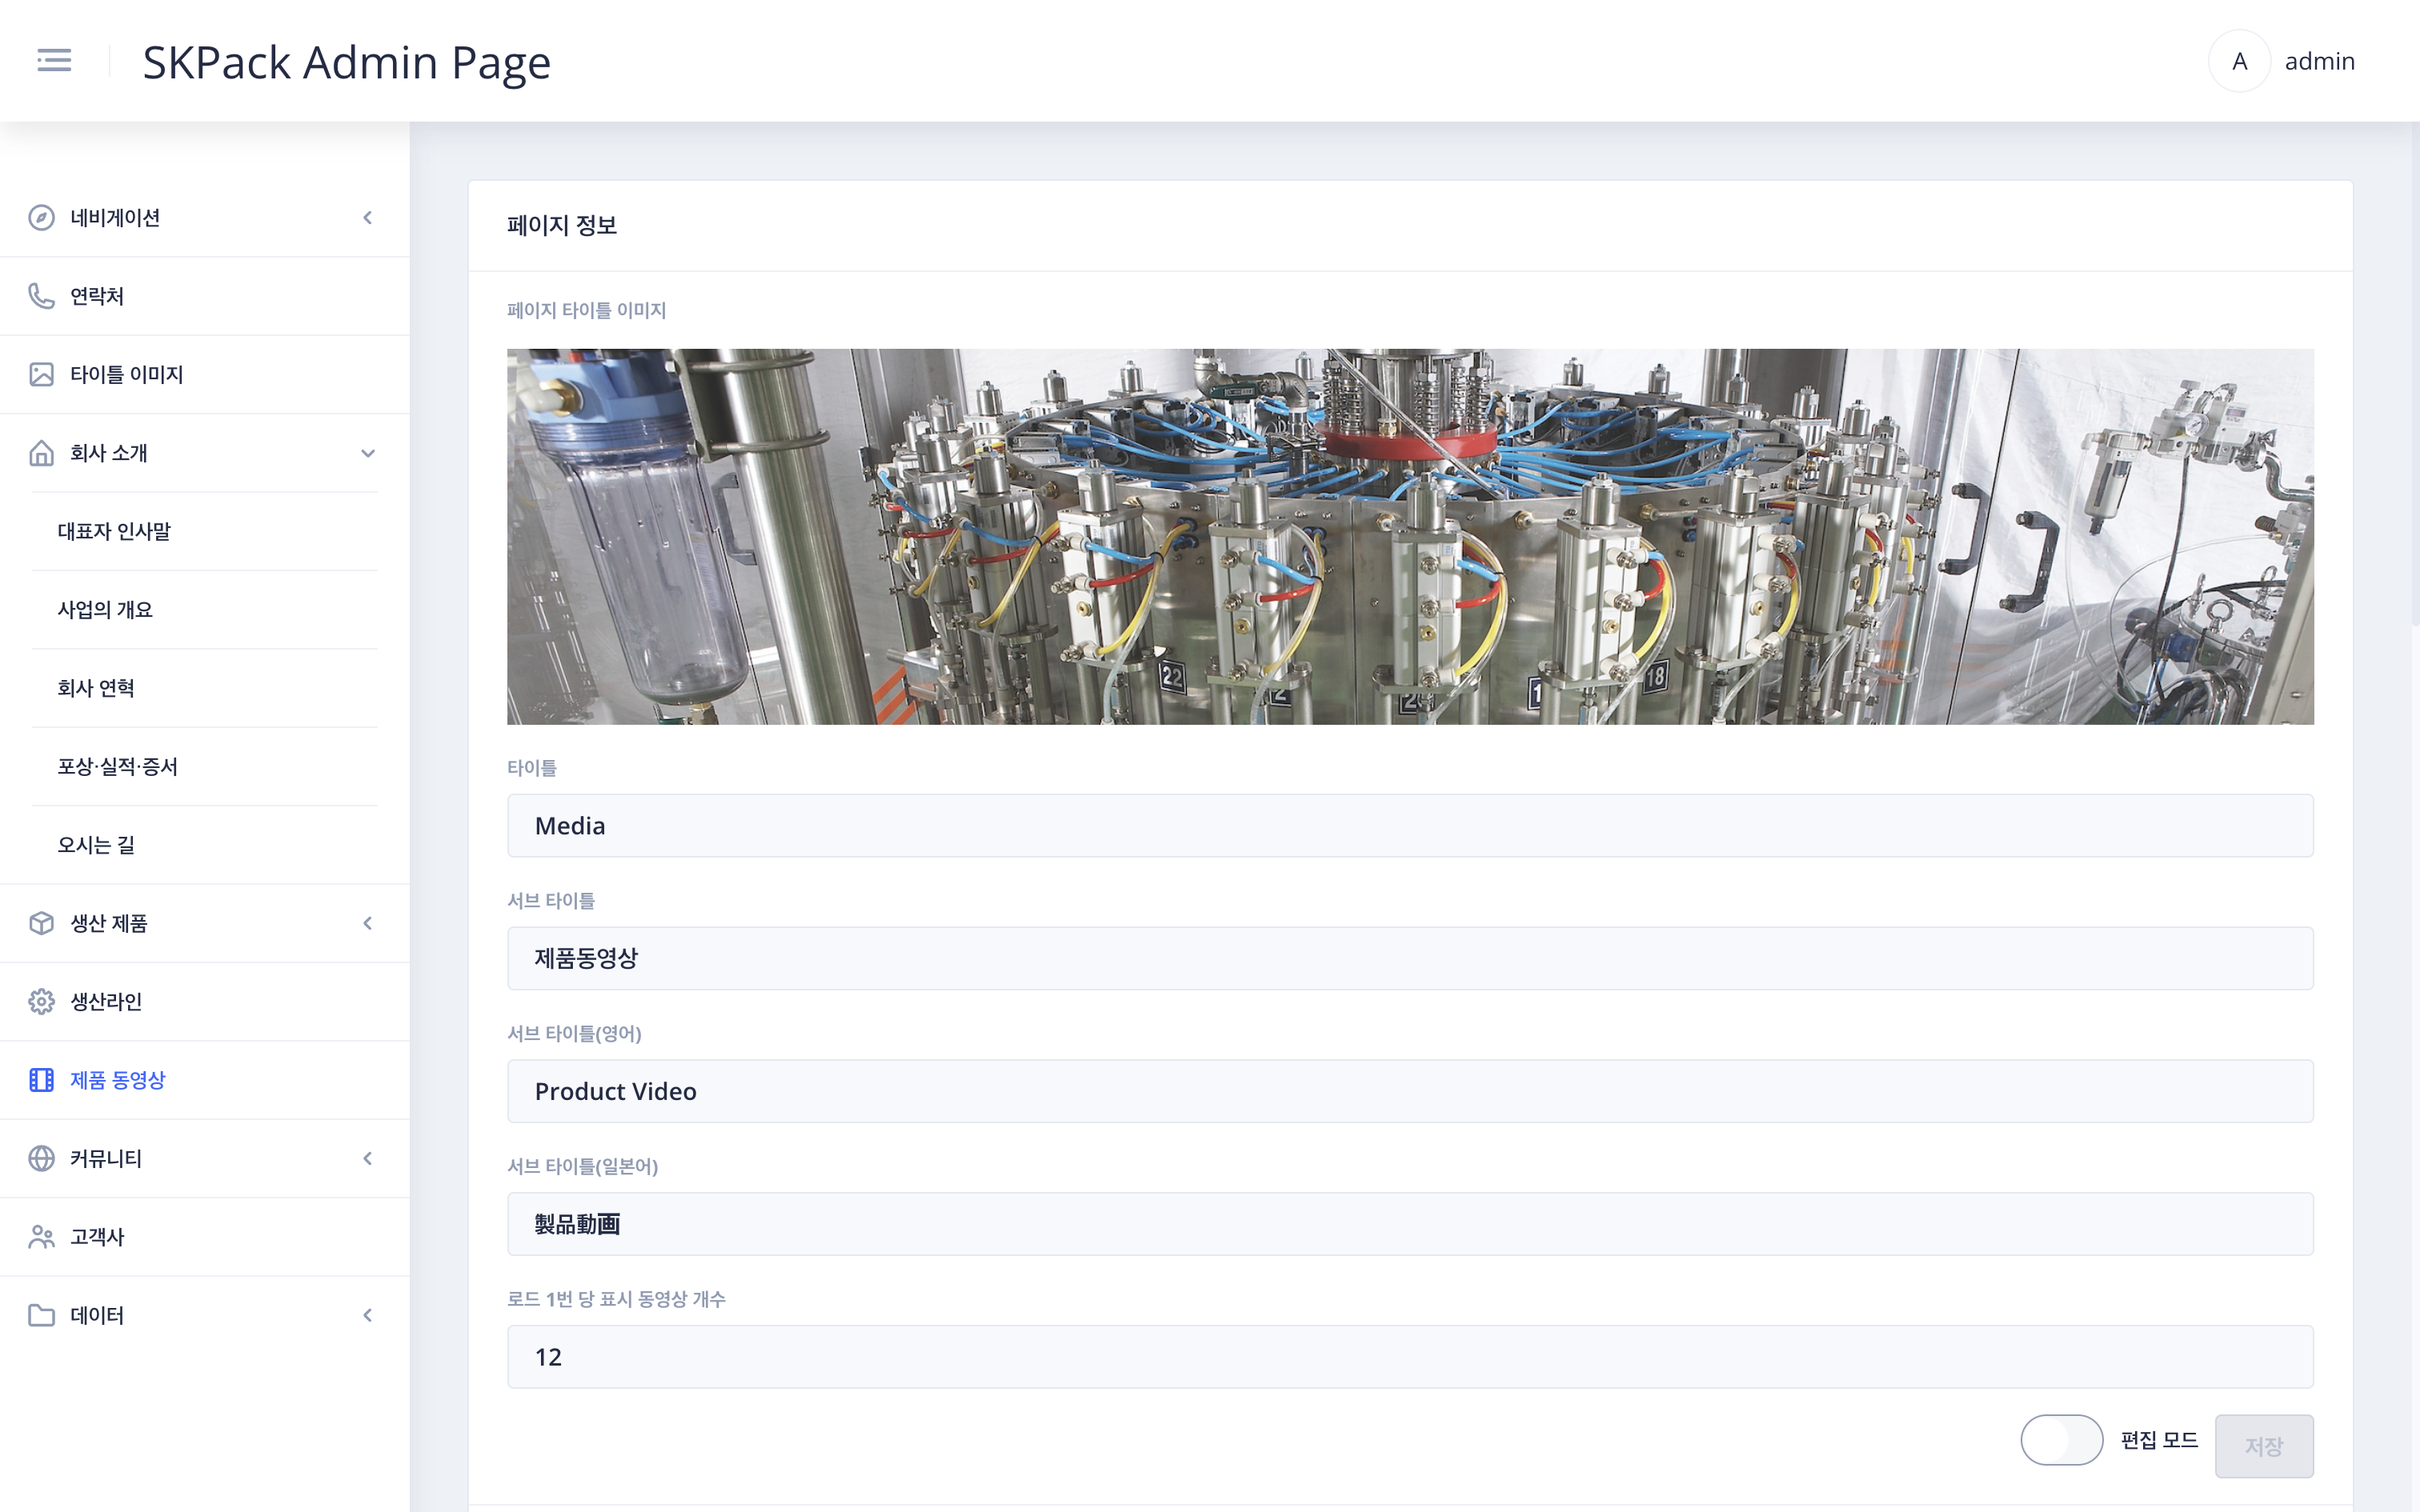 SKPack Admin Page
A
admin
네비게이션
연락처
타이틀 이미지
회사 소개
대표자 인사말
사업의 개요
회사 연혁
포상·실적·증서
오시는 길
생산 제품
생산라인
제품 동영상
커뮤니티
고객사
데이터
페이지 정보
페이지 타이틀 이미지
22
18
타이틀
Media
서브 타이틀
제품동영상
서브 타이틀(영어)
Product Video
서브 타이틀(일본어)
製品動画
로드 1번 당 표시 동영상 개수
12
편집 모드
저장